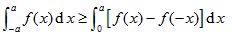 ∫_{-a}^{a} f(x)dx ≥ ∫_{0}^{a} [f(x) − f(−x)]dx